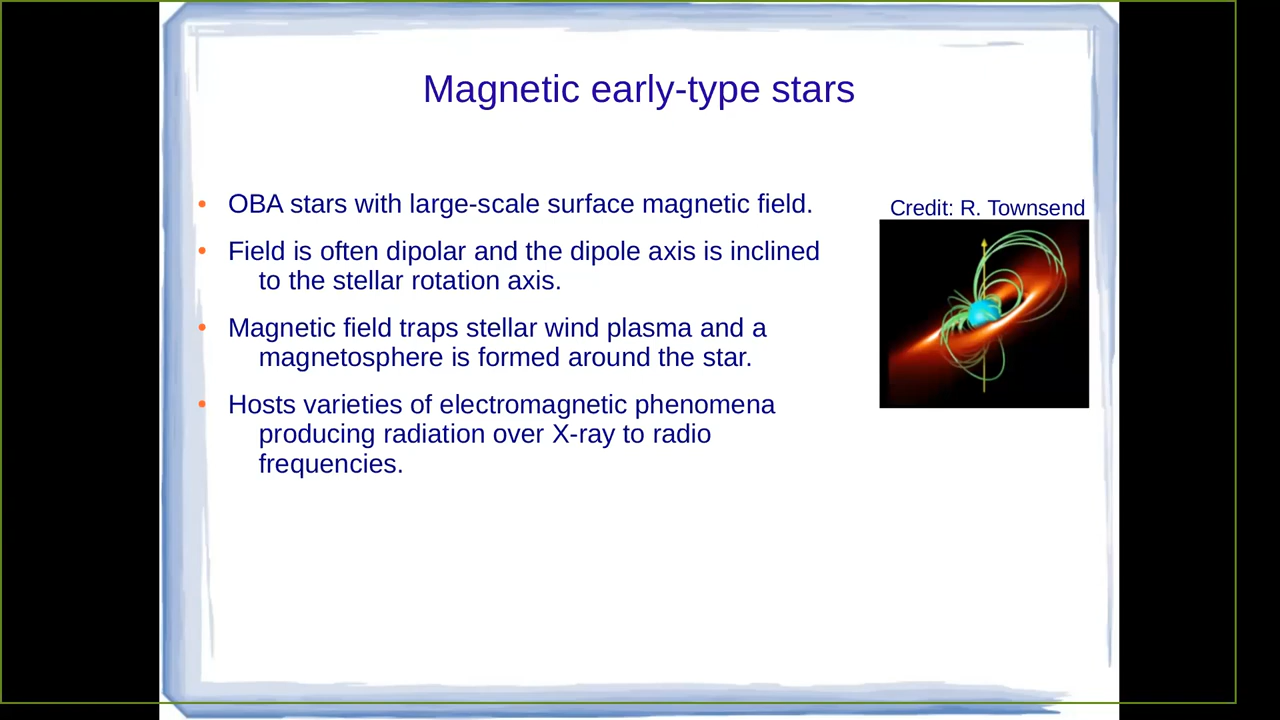 Magnetic early-type stars
• OBA stars with large-scale surface magnetic field.
• Field is often dipolar and the dipole axis is inclined
to the stellar rotation axis.
• Magnetic field traps stellar wind plasma and a
magnetosphere is formed around the star.
• Hosts varieties of electromagnetic phenomena
producing radiation over X-ray to radio
frequencies.
Credit: R. Townsend